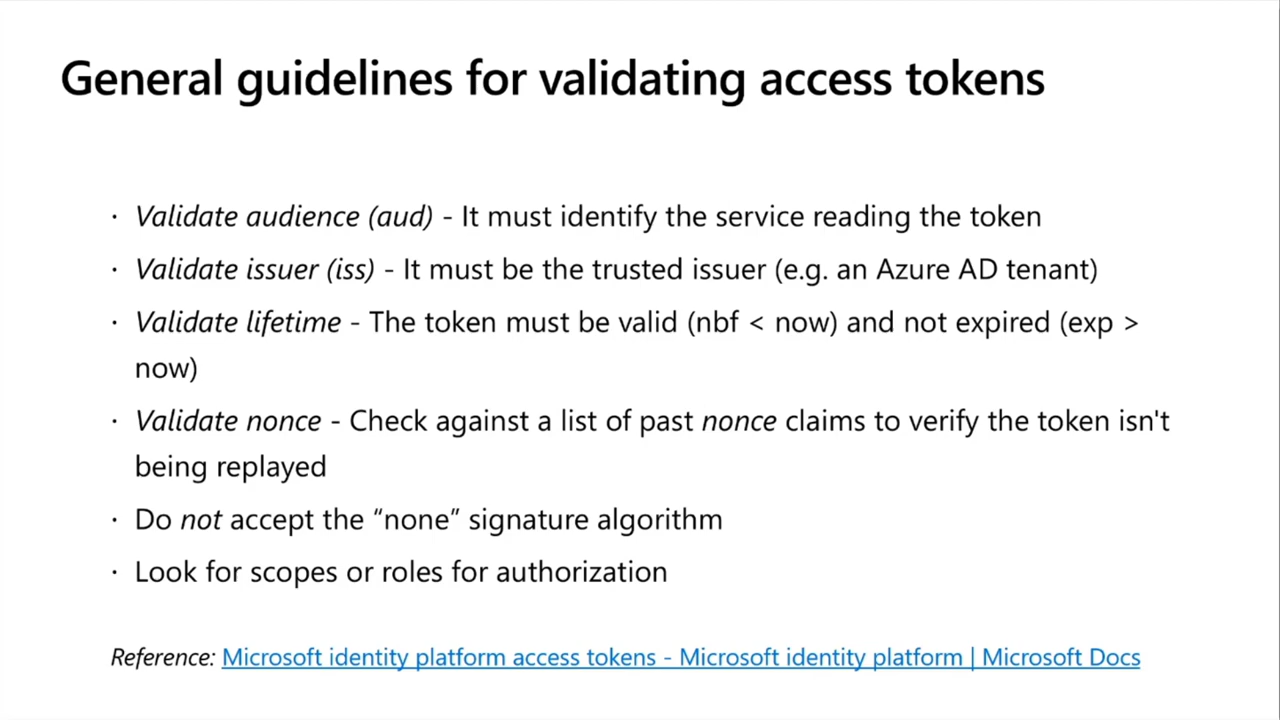 General guidelines for validating access tokens
· Validate audience (aud) - It must identify the service reading the token
· Validate issuer (iss) - It must be the trusted issuer (e.g. an Azure AD tenant)
· Validate lifetime - The token must be valid (nbf < now) and not expired (exp >
now)
· Validate nonce - Check against a list of past nonce claims to verify the token isn't
being replayed
· Do not accept the “none” signature algorithm
· Look for scopes or roles for authorization
Reference: Microsoft identity platform access tokens - Microsoft identity platform | Microsoft Docs